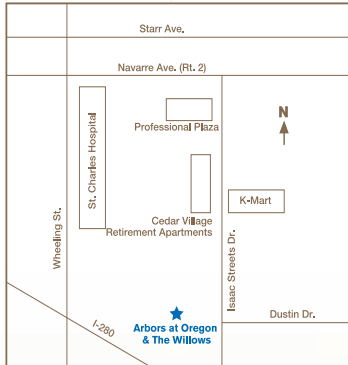 Starr Ave.
Navarre Ave. (Rt. 2)
St. Charles Hospital
Professional Plaza
N
K-Mart
Cedar Village
Retirement Apartments
Wheeling St.
Isaac Streets Dr.
I-280
Dustin Dr.
Arbors at Oregon
& The Willows